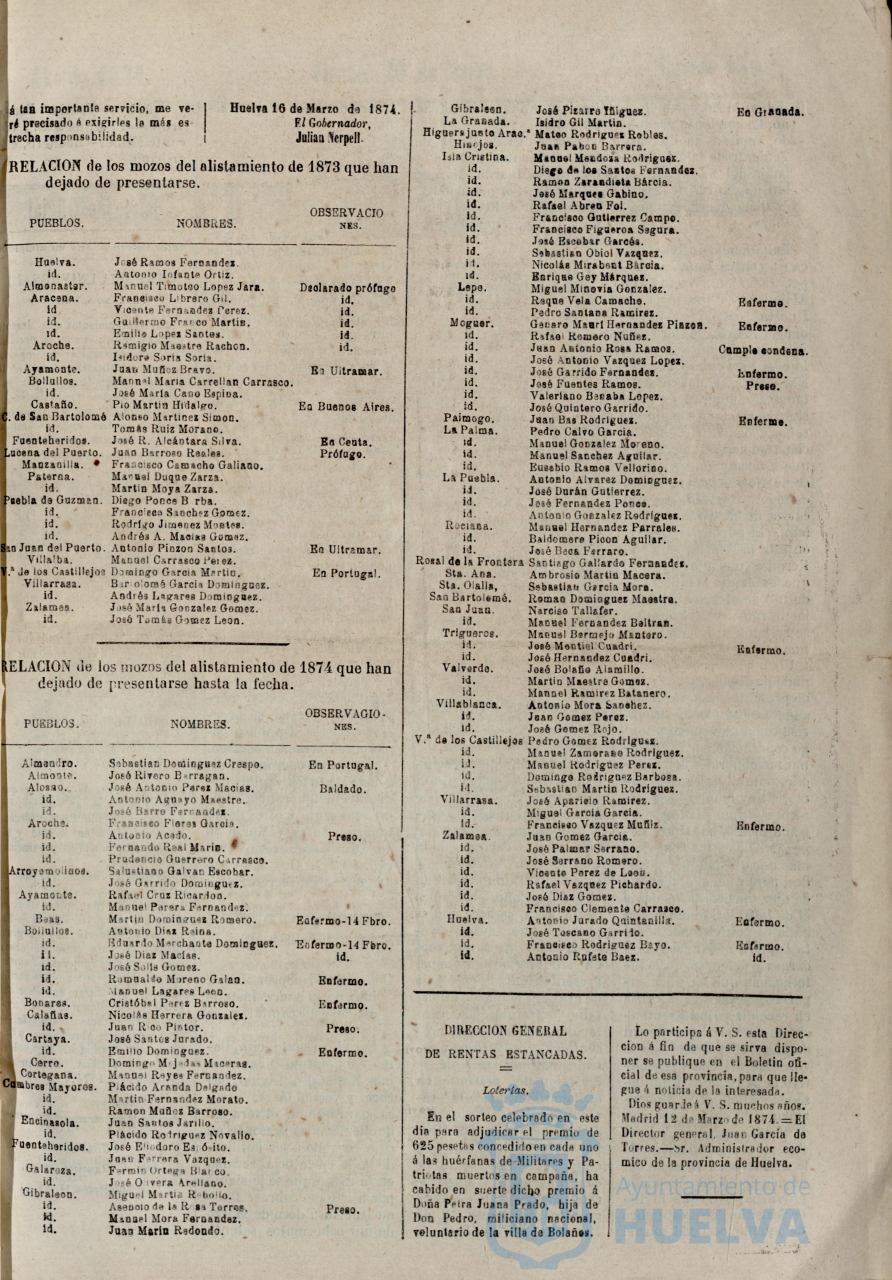 á tan importante servicio, me ve-
ré precisado á exigirles la más es
trecha responsabilidad.
Huelva 16 de Marzo de 1874.
El Gobernador,
Julian Nerpell.
RELACION de los mozos del alistamiento de 1873 que han
dejado de presentarse.
PUEBLOS. NOMBRES. OBSERVACIO
NES.
Huelva. José Ramos Fernandez.
id. Antonio Infante Ortiz.
Almonaster. Manuel Timoteo Lopez Jara. Declarado prófugo
Aracena. Francisco Librero Gil. id.
id Vicente Fernandez Perez. id.
id. Guillermo Franco Martin. id.
id. Emilio Lopez Santos. id.
Aroche. Remigio Maestre Rachon. id.
id. Isidoro Soria Soria.
Ayamonte. Juan Muñoz Bravo. En Ultramar.
Bollullos. Manuel Maria Carrellan Carrasco.
id. José Maria Cano Espina.
Castaño. Pio Martin Hidalgo. En Buenos Aires.
C. de San Bartolomé Alonso Martinez Simon.
id. Tomás Ruiz Morano.
Fuenteheridos. José R. Alcántara Silva. En Ceuta.
Lucena del Puerto. Juan Barroso Reales. Prófugo.
Manzanilla. Francisco Camacho Galiano.
Paterna. Manuel Duque Zarza.
id. Martin Moya Zarza.
Puebla de Guzman. Diego Ponce B rba.
id. Francisco Sanchez Gomez.
id. Rodrigo Jimenez Montes.
id. Andrés A. Macias Gomez.
San Juan del Puerto. Antonio Pinzon Santos. En Ultramar.
Villalba. Manuel Carrasco Perez.
V.ª de los Castillejos Domingo Garcia Martin. En Portugal.
Villarrasa. Bartolomé Garcia Dominguez.
id. Andrés Lagares Dominguez.
Zalamea. José Maria Gonzalez Gomez.
id. José Tomás Gomez Leon.
RELACION de los mozos del alistamiento de 1874 que han
dejado de presentarse hasta la fecha.
PUEBLOS. NOMBRES. OBSERVAGIO-
NES.
Almendro. Sebastian Dominguez Crespo. En Portugal.
Almonte. José Rivero Barragan.
Alosno. José Antonio Perez Macias. Baldado.
id. Antonio Aguayo Maestre.
id. José Barro Fernandez.
Aroche. Francisco Flores Garcia.
id. Antonio Acedo. Preso.
id. Fernando Real Marin.
id. Prudencio Guerrero Carrasco.
Arroyomolinos. Salustiano Galvan Escobar.
id. José Garrido Dominguez.
Ayamonte. Rafael Cruz Ricardon.
id. Manuel Perera Fernandez.
Beas. Martin Dominguez Romero. Enfermo-14 Fbro.
Bollullos. Antonio Diaz Reina.
id. Eduardo Marchante Dominguez. Enfermo-14 Fbro.
il. José Diaz Macias. id.
id. José Solis Gomez.
id. Romualdo Moreno Galan. Enfermo.
id. Manuel Lagares Leon.
Bonares. Cristóbal Perez Barroso. Enfermo.
Calañas. Nicolás Herrera Gonzalez.
id. Juan Rico Pintor. Preso.
Cartaya. José Santos Jurado.
id. Emilio Dominguez. Enfermo.
Cerro. Domingo Mojadas Maceras.
Cortegana. Manuel Reyes Fernandez.
Cumbres Mayores. Plácido Aranda Delgado
id. Martin Fernandez Morato.
id. Ramon Muñoz Barroso.
Encinasola. Juan Santos Jarillo.
id. Plácido Rodriguez Novallo.
Fuenteheridos. José Eliodoro Espósito.
id. Juan Ferrera Vazquez.
Galaroza. Fermin Ortega Blanco.
id. José Olvera Arellano.
Gibraleon. Miguel Martin Rebollo.
id. Asencio de la Rosa Torres. Preso.
id. Manuel Mora Fernandez.
id. Juan Marin Redondo.
Gibraleon. José Pizarro Iñiguez. En Granada.
La Granada. Isidro Gil Martin.
Higuera junto Arac.ª Mateo Rodriguez Robles.
Hinojos. Juan Pabon Barrera.
Isla Cristina. Manuel Mendoza Rodriguez.
id. Diego de los Santos Fernandez.
id. Ramon Zarandieta Bárcia.
id. José Marques Gabino.
id. Rafael Abreu Fol.
id. Francisco Gutierrez Campo.
id. Francisco Figueroa Segura.
id. José Escobar Garcés.
id. Sebastian Obiol Vazquez.
il. Nicolás Mirabent Bárcia.
id. Enrique Gey Márquez.
Lepe. Miguel Minovia Gonzalez.
id. Roque Vela Camacho. Enfermo.
id. Pedro Santana Ramirez.
Moguer. Genaro Mauri Hernandez Pinzon. Enfermo.
id. Rafael Romero Nuñez.
id. Juan Antonio Rosa Ramos. Cumple condena.
id. José Antonio Vazquez Lopez.
id. José Garrido Fernandez. Enfermo.
id. José Fuentes Ramos. Preso.
id. Valeriano Benaba Lopez.
id. José Quintero Garrido.
Paimogo. Juan Bas Rodriguez. Enfermo.
La Palma. Pedro Calvo Garcia.
id. Manuel Gonzalez Moreno.
id. Manuel Sanchez Aguilar.
id. Eusebio Ramos Vellorino.
La Puebla. Antonio Alvarez Dominguez.
id. José Durán Gutierrez.
id. José Fernandez Ponce.
id. Antonio Gonzalez Rodriguez.
Rociana. Manuel Hernandez Parrales.
id. Baldomero Picon Aguilar.
id. José Beca Ferraro.
Rosal de la Frontera Santiago Gallardo Fernandez.
Sta. Ana. Ambrosio Martin Macera.
Sta. Olalla, Sebastian Garcia Mora.
San Bartolomé. Roman Dominguez Maestre.
San Juan. Narciso Tallafer.
id. Manuel Fernandez Beltran.
Trigueros. Manuel Bermejo Mantero.
id. José Montiel Cuadri. Enfermo.
id. José Hernandez Cuadri.
Valverde. José Bolaño Alamillo.
id. Martin Maestre Gomez.
id. Manuel Ramirez Batanero.
Villablanca. Antonio Mora Sanchez.
id. Juan Gomez Perez.
id. José Gomez Rojo.
V.ª de los Castillejos Pedro Gomez Rodriguez.
id. Manuel Zamorano Rodriguez.
id. Manuel Rodriguez Perez.
id. Domingo Rodriguez Barbosa.
id. Sebastian Martin Rodriguez.
Villarrasa. José Aparicio Ramirez.
id. Miguel Garcia Garcia.
id. Francisco Vazquez Muñiz. Enfermo.
Zalamea. Juan Gomez Garcia.
id. José Palmar Serrano.
id. José Serrano Romero.
id. Vicente Perez de Leon.
id. Rafael Vazquez Pichardo.
id. José Diaz Gomez.
id. Francisco Clemente Carrasco.
Huelva. Antonio Jurado Quintanilla. Enfermo.
id. José Toscano Garrido.
id. Francisco Rodriguez Bayo. Enfermo.
id. Antonio Rufete Baez. id.
DIRECCION GENERAL
DE RENTAS ESTANCADAS.
Loterías.
En el sorteo celebrado en este
dia para adjudicar el premio de
625 pesetas concedido en cada uno
á las huérfanas de Militares y Pa-
triotas muertos en campaña, ha
cabido en suerte dicho premio á
Doña Petra Juana Prado, hija de
Don Pedro, miliciano nacional,
voluntario de la villa de Bolaños.
Lo participa á V. S. esta Direc-
cion á fin de que se sirva dispo-
ner se publique en el Boletin ofi-
cial de esa provincia, para que lle-
gue á noticia de la interesada.
Dios guarde á V. S. muchos años.
Madrid 12 de Marzo de 1874.=El
Director general, Juan García de
Torres.—Sr. Administrador eco-
mico de la provincia de Huelva.
Ayuntamiento de
HUELVA